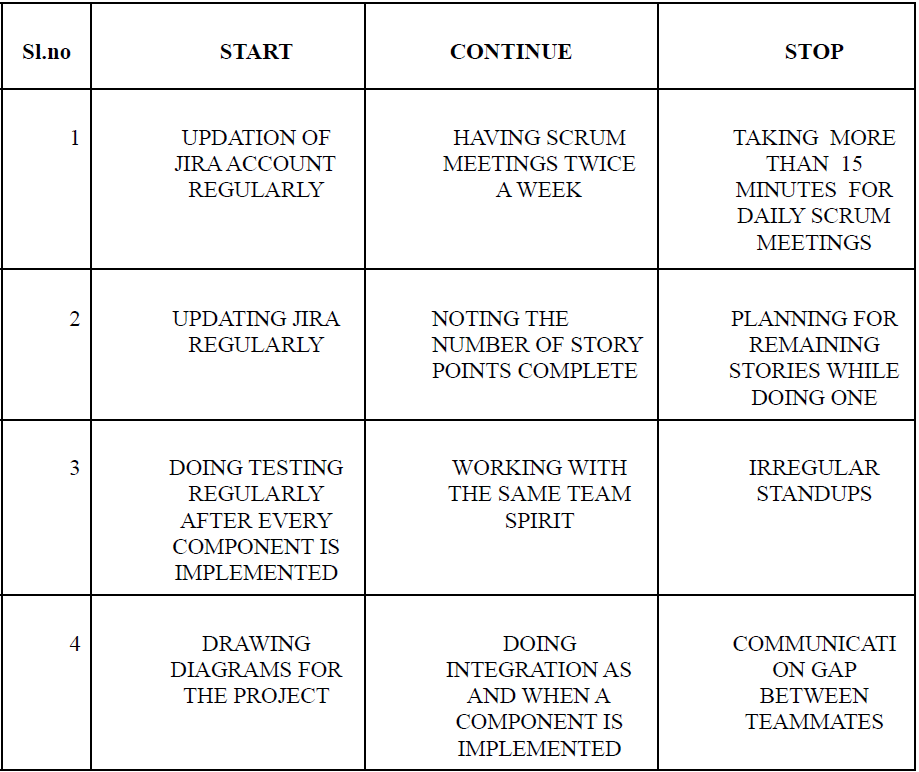 Sl.no START CONTINUE STOP
1 UPDATION OF JIRA ACCOUNT REGULARLY HAVING SCRUM MEETINGS TWICE A WEEK TAKING MORE THAN 15 MINUTES FOR DAILY SCRUM MEETINGS
2 UPDATING JIRA REGULARLY NOTING THE NUMBER OF STORY POINTS COMPLETE PLANNING FOR REMAINING STORIES WHILE DOING ONE
3 DOING TESTING REGULARLY AFTER EVERY COMPONENT IS IMPLEMENTED WORKING WITH THE SAME TEAM SPIRIT IRREGULAR STANDUPS
4 DRAWING DIAGRAMS FOR THE PROJECT DOING INTEGRATION AS AND WHEN A COMPONENT IS IMPLEMENTED COMMUNICATI ON GAP BETWEEN TEAMMATES